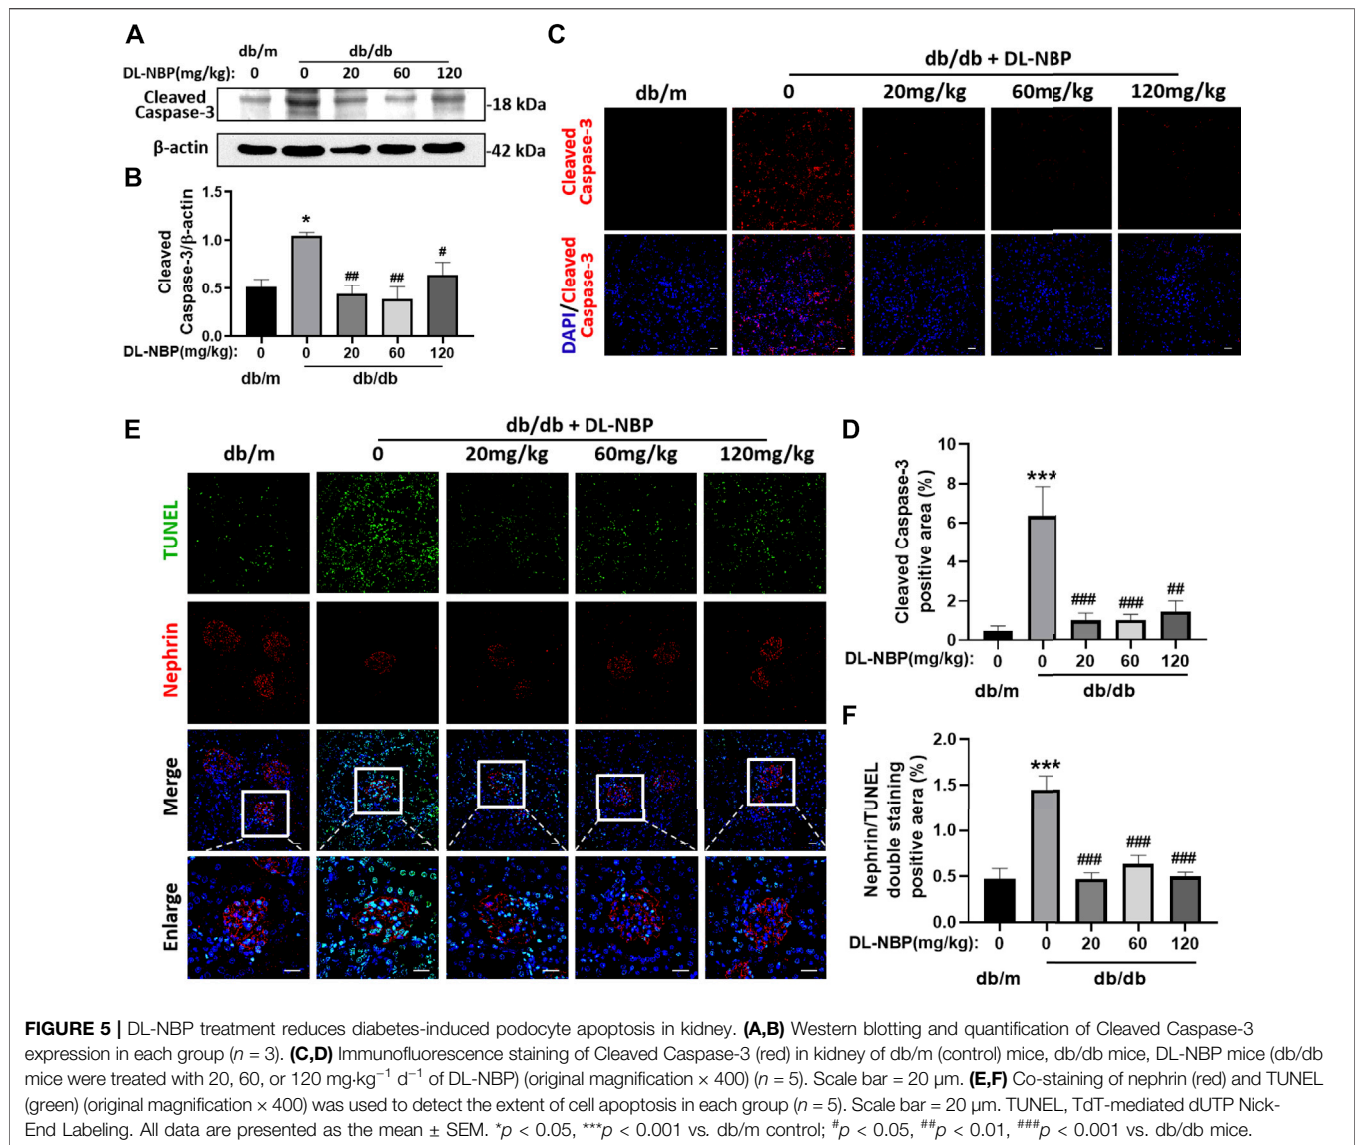 A
db/m db/db
DL-NBP(mg/kg): 0 0 20 60 120
Cleaved
Caspase-3
-18 kDa
β-actin
-42 kDa
B
Cleaved
Caspase-3/β-actin
1.5
1.0
0.5
0.0
*
##
##
#
DL-NBP(mg/kg): 0 0 20 60 120
db/m db/db
C
db/db + DL-NBP
db/m 0 20mg/kg 60mg/kg 120mg/kg
Cleaved
Caspase-3
DAPI/Cleaved
Caspase-3
E
db/db + DL-NBP
db/m 0 20mg/kg 60mg/kg 120mg/kg
TUNEL
Nephrin
Merge
Enlarge
D
Cleaved Caspase-3
positive area (%)
10
8
6
4
2
0
***
###
###
##
DL-NBP(mg/kg): 0 0 20 60 120
db/m db/db
F
Nephrin/TUNEL
double staining
positive atera (%)
2.0
1.5
1.0
0.5
0.0
***
###
###
###
DL-NBP(mg/kg): 0 0 20 60 120
db/m db/db
FIGURE 5 | DL-NBP treatment reduces diabetes-induced podocyte apoptosis in kidney. (A,B) Western blotting and quantification of Cleaved Caspase-3
expression in each group (n = 3). (C,D) Immunofluorescence staining of Cleaved Caspase-3 (red) in kidney of db/m (control) mice, db/db mice, DL-NBP mice (db/db
mice were treated with 20, 60, or 120 mg·kg⁻¹ d⁻¹ of DL-NBP) (original magnification × 400) (n = 5). Scale bar = 20 µm. (E,F) Co-staining of nephrin (red) and TUNEL
(green) (original magnification × 400) was used to detect the extent of cell apoptosis in each group (n = 5). Scale bar = 20 µm. TUNEL, TdT-mediated dUTP Nick-
End Labeling. All data are presented as the mean ± SEM. *p < 0.05, ***p < 0.001 vs. db/m control; #p < 0.05, ##p < 0.01, ###p < 0.001 vs. db/db mice.